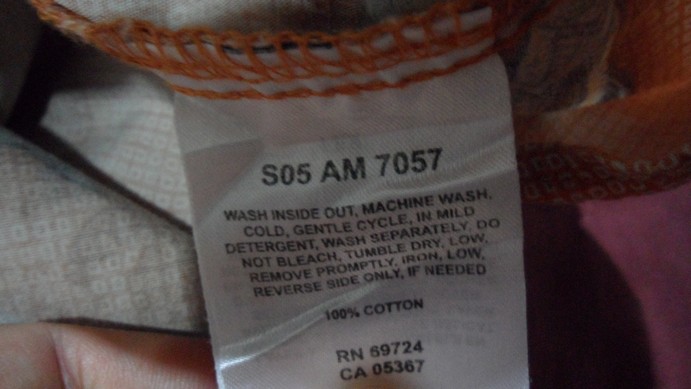 S05 AM 7057
WASH INSIDE OUT, MACHINE WASH,
COLD, GENTLE CYCLE, IN MILD
DETERGENT, WASH SEPARATELY, DO
NOT BLEACH, TUMBLE DRY, LOW,
REMOVE PROMPTLY, IRON, LOW,
REVERSE SIDE ONLY, IF NEEDED
100% COTTON
RN 69724
CA 05367